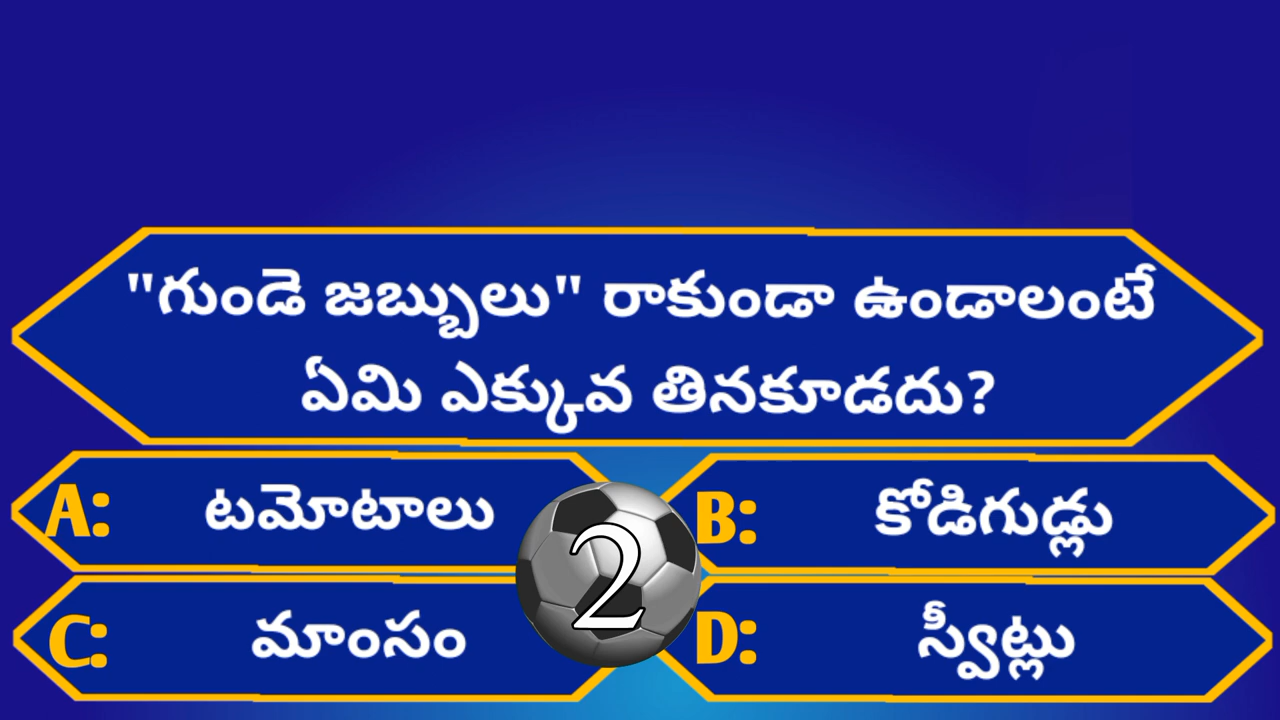 "గుండె జబ్బులు" రాకుండా ఉండాలంటే
ఏమి ఎక్కువ తినకూడదు?
A: టమోటాలు
B: కోడిగుడ్లు
2
C: మాంసం
D: స్వీట్లు